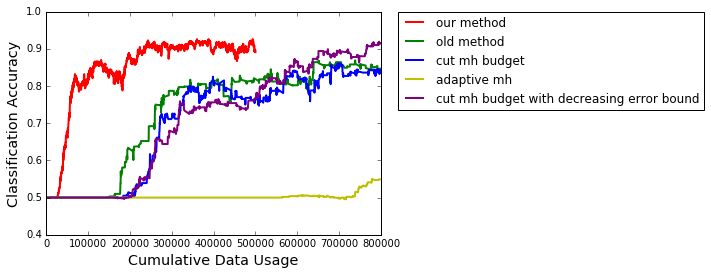 1.0
0.9
0.8
0.7
0.6
0.5
0.4
Classification Accuracy
0 100000 200000 300000 400000 500000 600000 700000 800000
Cumulative Data Usage
our method
old method
cut mh budget
adaptive mh
cut mh budget with decreasing error bound